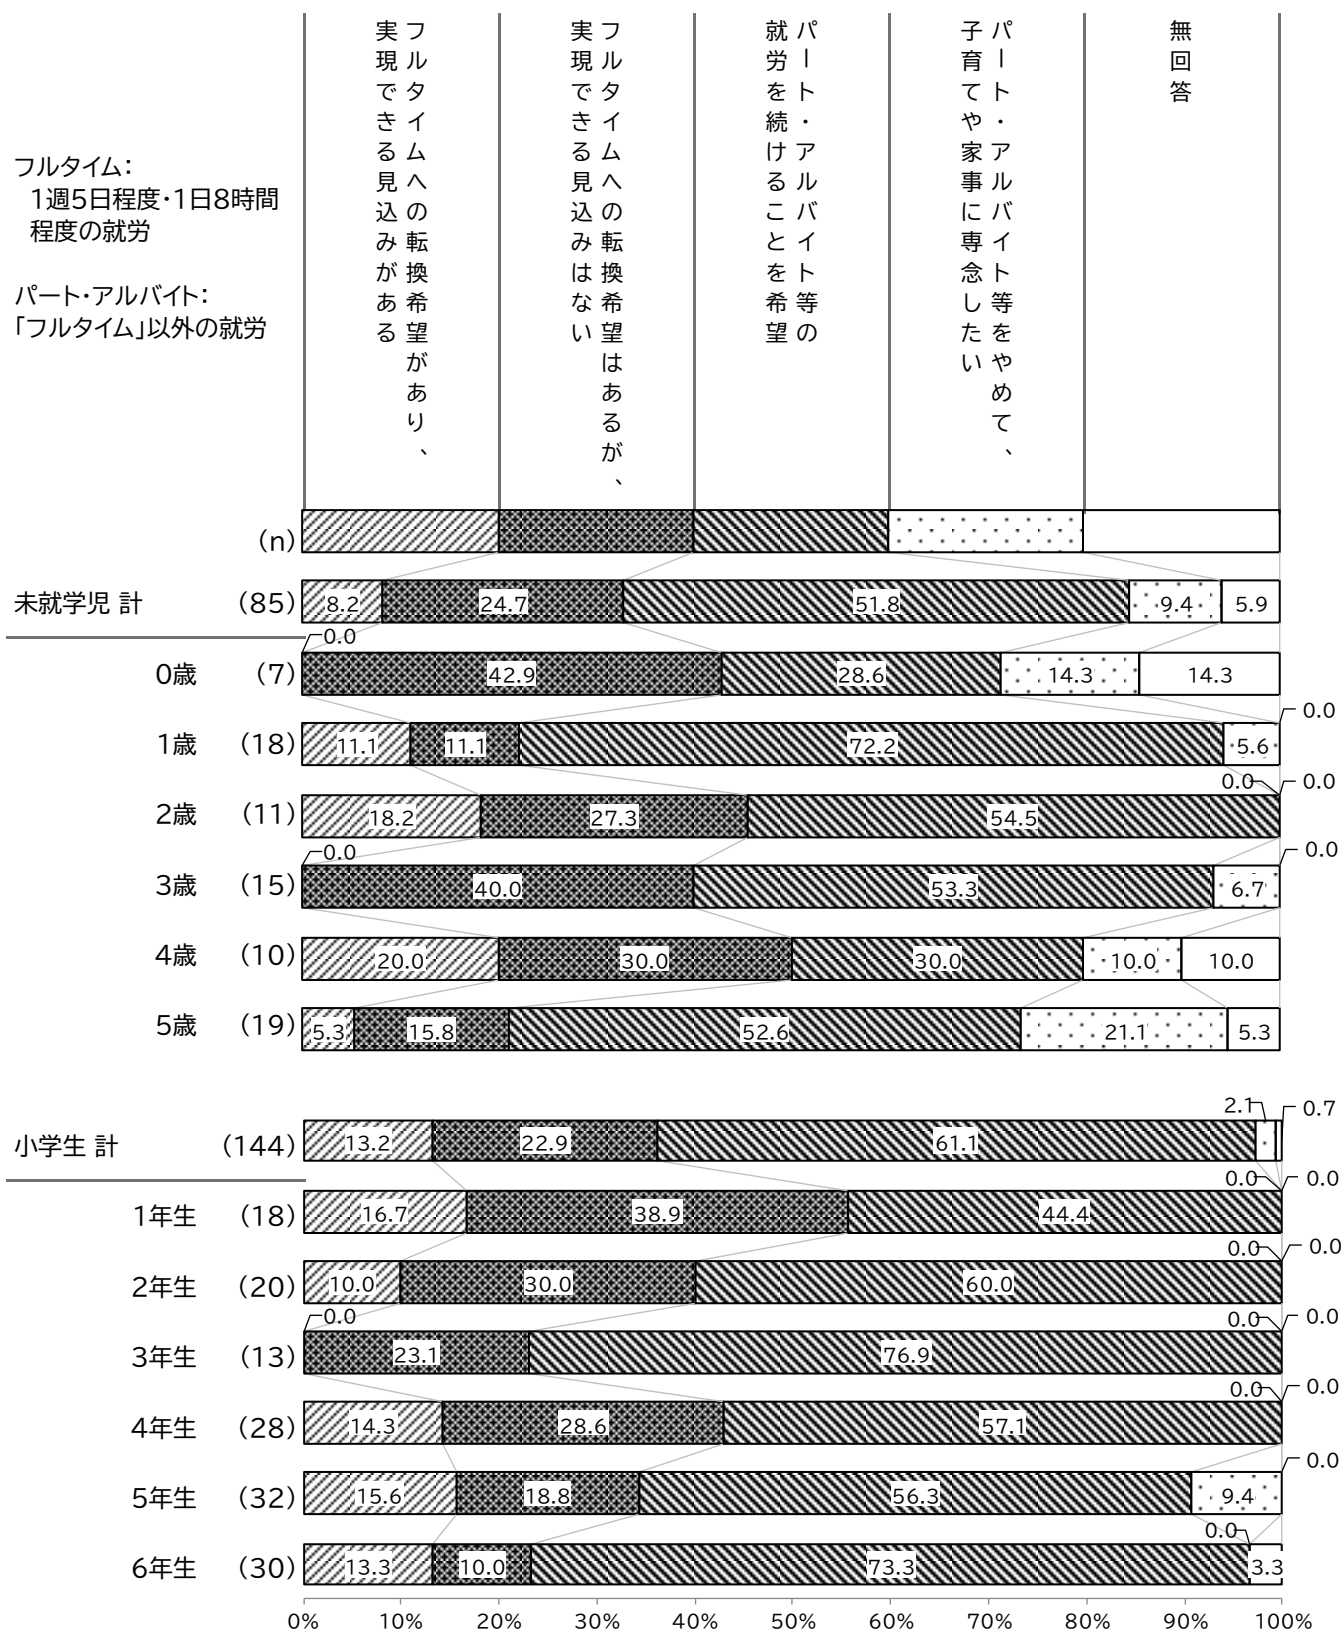 フルタイムへの転換希望があり、
実現できる見込みがある
フルタイムへの転換希望はあるが、
実現できる見込みはない
パート・アルバイト等の
就労を続けることを希望
パート・アルバイト等をやめて、
子育てや家事に専念したい
無回答
フルタイム：
1週5日程度・1日8時間
程度の就労
パート・アルバイト：
「フルタイム」以外の就労
(n)
未就学児 計 (85) 8.2 24.7 51.8 9.4 5.9
0歳 (7) 0.0 42.9 28.6 14.3 14.3
1歳 (18) 11.1 11.1 72.2 5.6 0.0
2歳 (11) 18.2 27.3 54.5 0.0 0.0
3歳 (15) 0.0 40.0 53.3 6.7 0.0
4歳 (10) 20.0 30.0 30.0 10.0 10.0
5歳 (19) 5.3 15.8 52.6 21.1 5.3
小学生 計 (144) 13.2 22.9 61.1 2.1 0.7
1年生 (18) 16.7 38.9 44.4 0.0 0.0
2年生 (20) 10.0 30.0 60.0 0.0 0.0
3年生 (13) 0.0 23.1 76.9 0.0 0.0
4年生 (28) 14.3 28.6 57.1 0.0 0.0
5年生 (32) 15.6 18.8 56.3 9.4 0.0
6年生 (30) 13.3 10.0 73.3 0.0 3.3
0% 10% 20% 30% 40% 50% 60% 70% 80% 90% 100%